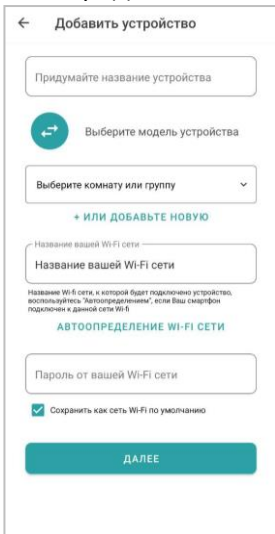 Добавить устройство
Придумайте название устройства
Выберите модель устройства
Выберите комнату или группу
+ ИЛИ ДОБАВЬТЕ НОВУЮ
Название вашей Wi-Fi сети
Название вашей Wi-Fi сети
Название Wi-fi сети, к которой будет подключено устройство,
воспользуйтесь "Автоопределением", если Ваш смартфон
подключен к данной сети Wi-fi
АВТООПРЕДЕЛЕНИЕ WI-FI СЕТИ
Пароль от вашей Wi-Fi сети
Сохранить как сеть Wi-Fi по умолчанию
ДАЛЕЕ